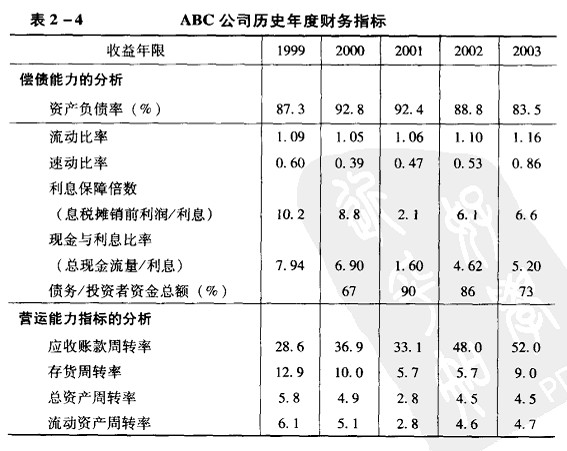 表2-4 ABC公司历史年度财务指标
收益年限 1999 2000 2001 2002 2003
偿债能力的分析
资产负债率(%) 87.3 92.8 92.4 88.8 83.5
流动比率 1.09 1.05 1.06 1.10 1.16
速动比率 0.60 0.39 0.47 0.53 0.86
利息保障倍数
(息税摊销前利润/利息) 10.2 8.8 2.1 6.1 6.6
现金与利息比率
(总现金流量/利息) 7.94 6.90 1.60 4.62 5.20
债务/投资者资金总额(%) 67 90 86 73
营运能力指标的分析
应收账款周转率 28.6 36.9 33.1 48.0 52.0
存货周转率 12.9 10.0 5.7 5.7 9.0
总资产周转率 5.8 4.9 2.8 4.5 4.5
流动资产周转率 6.1 5.1 2.8 4.6 4.7